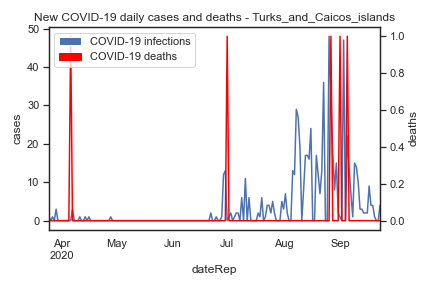 New COVID-19 daily cases and deaths - Turks_and_Caicos_islands
COVID-19 infections
COVID-19 deaths
cases
50
40
30
20
10
0
deaths
1.0
0.8
0.6
0.4
0.2
0.0
Apr
2020
May
Jun
Jul
Aug
Sep
dateRep